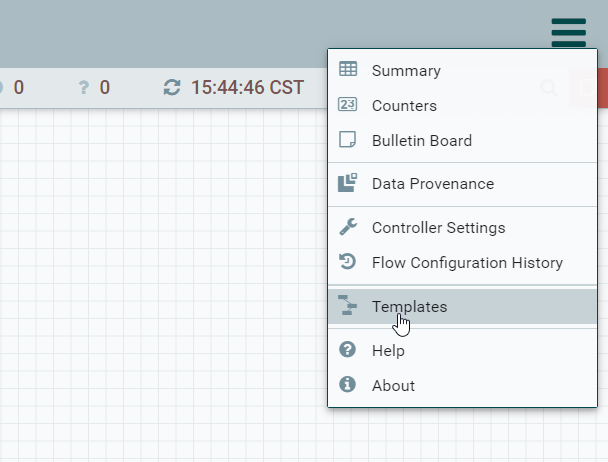 0 ? 0 15:44:46 CST
Summary
23 Counters
Bulletin Board
Data Provenance
Controller Settings
Flow Configuration History
Templates
? Help
i About